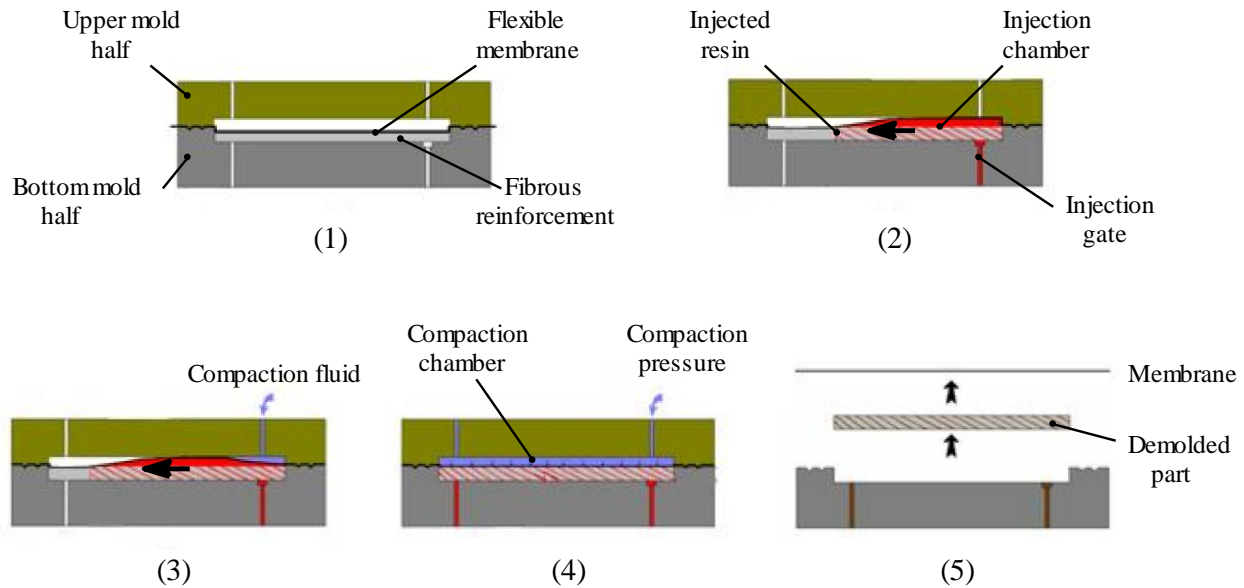 Upper mold
half
Flexible
membrane
Bottom mold
half
Fibrous
reinforcement
(1)
Injected
resin
Injection
chamber
Injection
gate
(2)
Compaction fluid
(3)
Compaction
chamber
Compaction
pressure
(4)
Membrane
Demolded
part
(5)